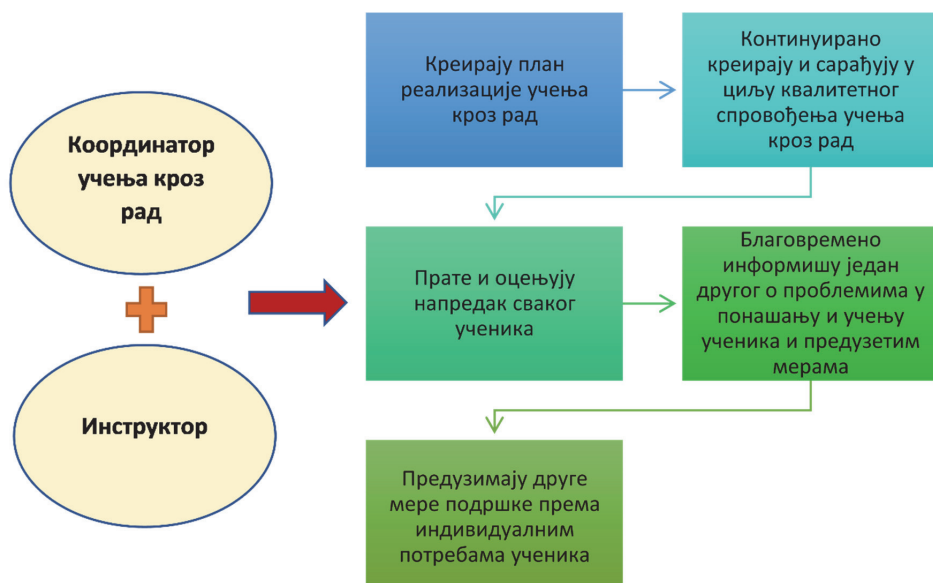 Координатор
учења кроз
рад
Инструктор
Креирају план
реализације учења
кроз рад
Континуирано
креирају и сарађују у
циљу квалитетног
спровођења учења
кроз рад
Прате и оцењују
напредак сваког
ученика
Благовремено
информишу један
другог о проблемима у
понашању и учењу
ученика и предузетим
мерама
Предузимају друге
мере подршке према
индивидуалним
потребама ученика